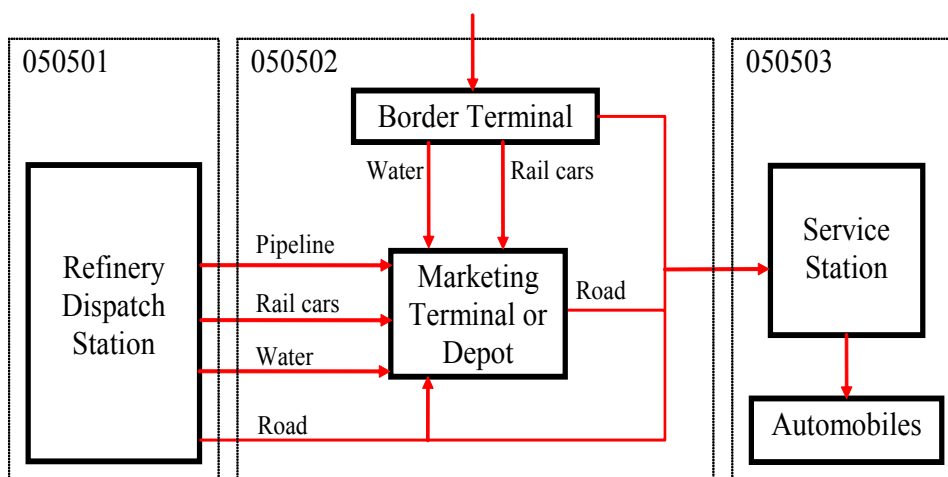 050501
050502
050503
Border Terminal
Water
Rail cars
Refinery
Dispatch
Station
Pipeline
Rail cars
Water
Road
Marketing
Terminal or
Depot
Road
Service
Station
Automobiles